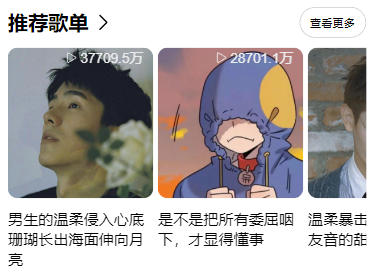 推荐歌单
查看更多
37709.5万
28701.1万
男生的温柔侵入心底
珊瑚长出海面伸向月
亮
是不是把所有委屈咽
下，才显得懂事
温柔暴击
友音的甜